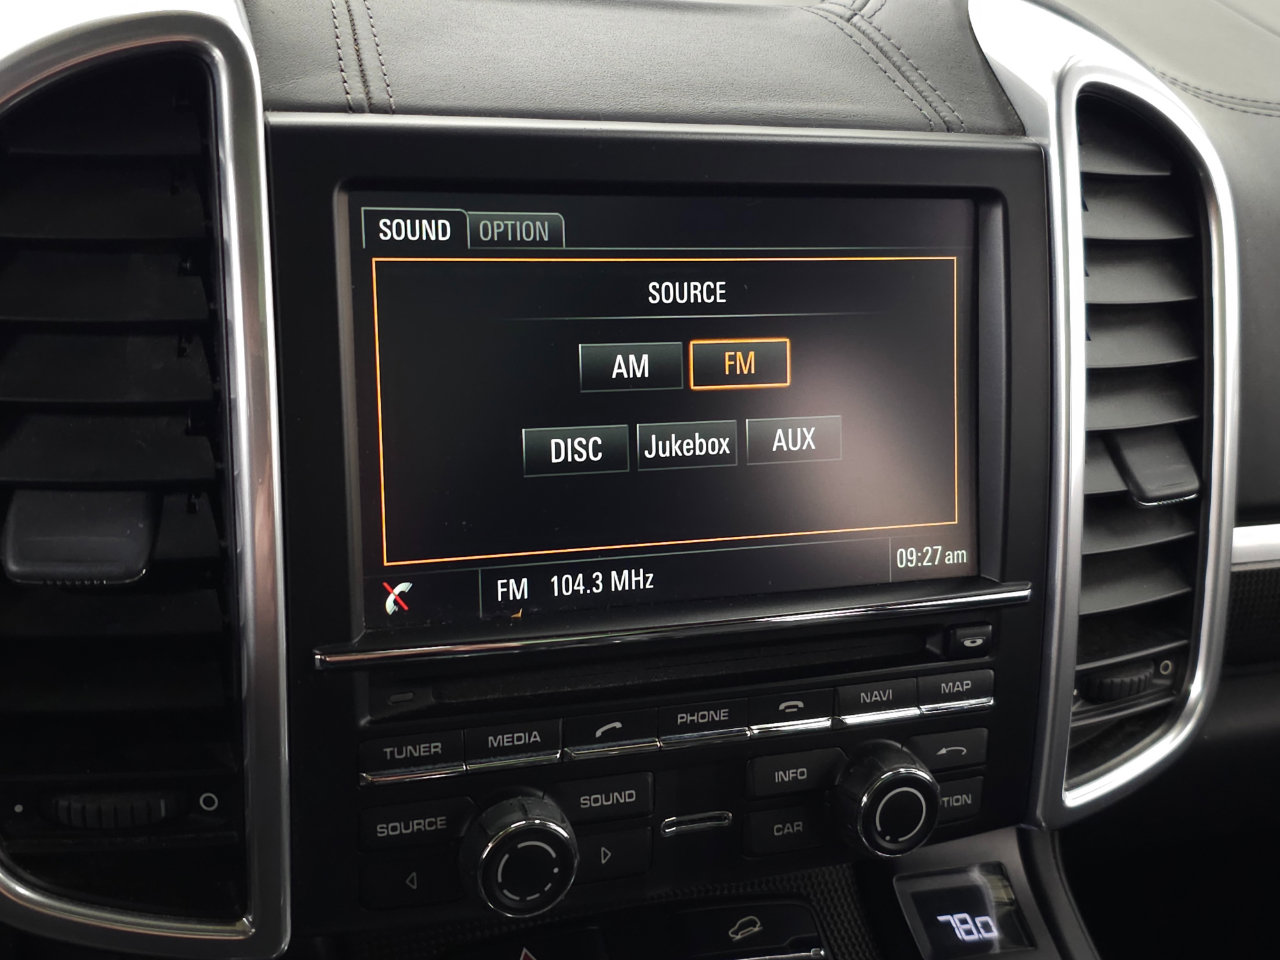 SOUND OPTION
SOURCE
AM FM
DISC Jukebox AUX
FM 104.3 MHz 09:27 am
TUNER MEDIA PHONE NAVI MAP
SOURCE SOUND INFO
CAR TION
78.0